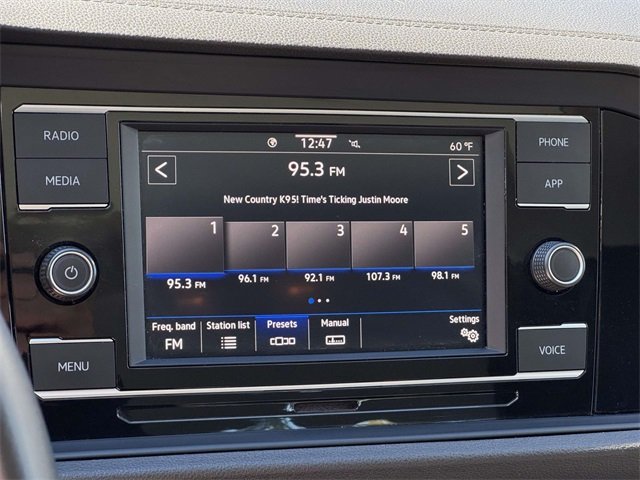 RADIO
MEDIA
MENU
12:47
60°F
95.3 FM
New Country K95! Time's Ticking Justin Moore
1 2 3 4 5
95.3 FM 96.1 FM 92.1 FM 107.3 FM 98.1 FM
Freq. band Station list Presets Manual Settings
FM
PHONE
APP
VOICE